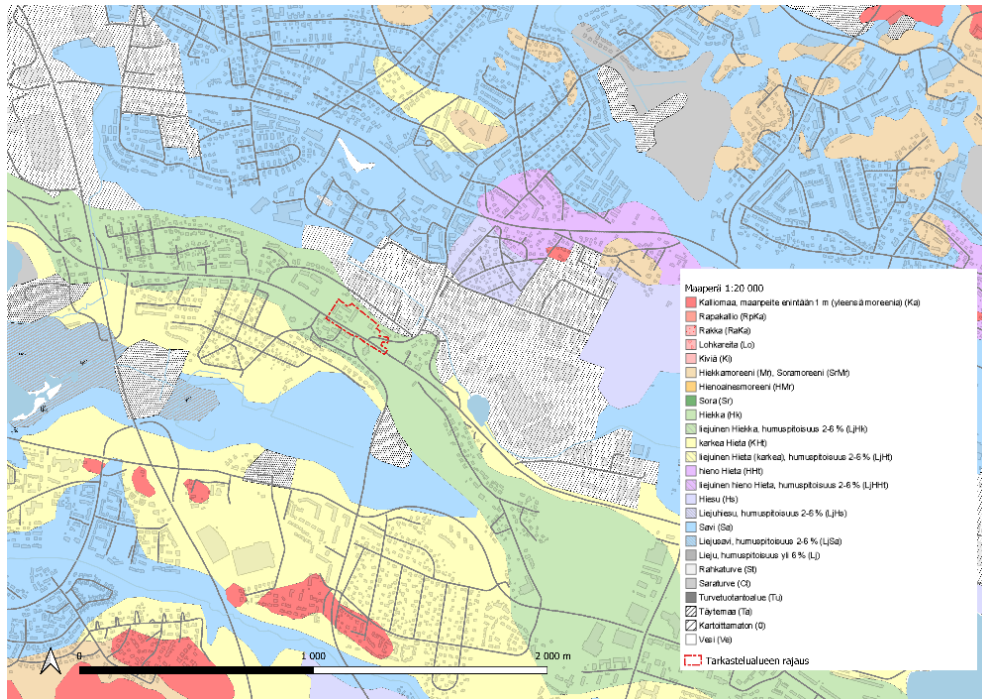 Maaperä 1:20 000
Kalliomaa, maanpeite enintään 1 m (yleensä moreenia) (Ka)
Rapakallio (RpKa)
Rakka (RaKa)
Lohkareita (Lo)
Kiviä (Ki)
Hiekkamoreeni (Mr), Soramoreeni (SrMr)
Hienoainesmoreeni (HMr)
Sora (Sr)
Hiekka (Hk)
liejuinen Hiekka, humuspitoisuus 2-6 % (LjHk)
karkea Hieta (KHt)
liejuinen Hieta (karkea), humuspitoisuus 2-6 % (LjHt)
hieno Hieta (HHt)
liejuinen hieno Hieta, humuspitoisuus 2-6 % (LjHHt)
Hiesu (Hs)
Liejuhiesu, humuspitoisuus 2-6 % (LjHs)
Savi (Sa)
Liejusavi, humuspitoisuus 2-6 % (LjSa)
Lieju, humuspitoisuus yli 6 % (Lj)
Rahkaturve (St)
Saraturve (Ct)
Turvetuotantoalue (Tu)
Täytemaa (Ta)
Kartoittamaton (0)
Vesi (Ve)
Tarkastelualueen rajaus
0 1 000 2 000 m